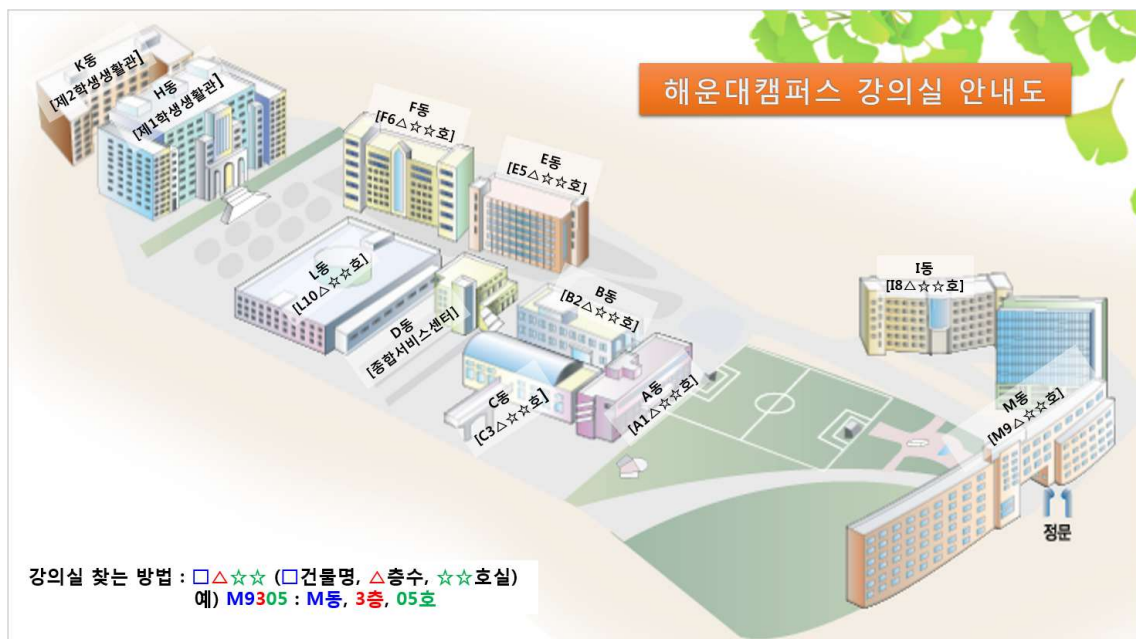 해운대캠퍼스 강의실 안내도
K동
[제2학생생활관]
H동
[제1학생생활관]
F동
[F6△☆☆호]
E동
[E5△☆☆호]
L동
[L10△☆☆호]
D동
[종합서비스센터]
B동
[B2△☆☆호]
C동
[C3△☆☆호]
A동
[A1△☆☆호]
I동
[I8△☆☆호]
M동
[M9△☆☆호]
정문
강의실 찾는 방법 : □△☆☆ (□건물명, △층수, ☆☆호실)
예) M9305 : M동, 3층, 05호